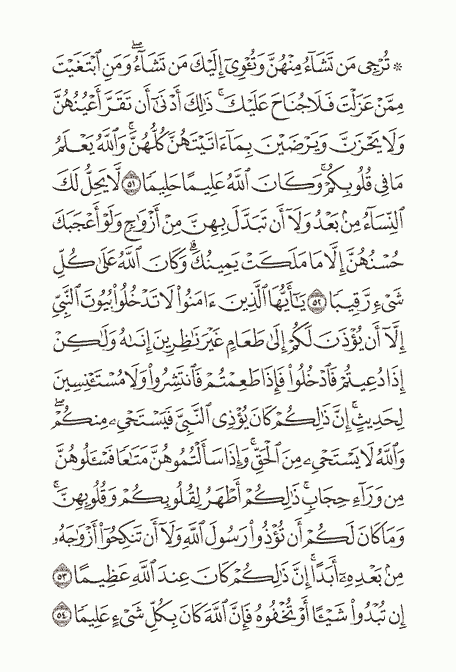 ۞ تُرْجِى مَن تَشَآءُ مِنْهُنَّ وَتُـْٔوِىٓ إِلَيْكَ مَن تَشَآءُ ۖ وَمَنِ ٱبْتَغَيْتَ
مِمَّنْ عَزَلْتَ فَلَا جُنَاحَ عَلَيْكَ ۚ ذَٰلِكَ أَدْنَىٰٓ أَن تَقَرَّ أَعْيُنُهُنَّ
وَلَا يَحْزَنَّ وَيَرْضَيْنَ بِمَآ ءَاتَيْتَهُنَّ كُلُّهُنَّ ۚ وَٱللَّهُ يَعْلَمُ
مَا فِى قُلُوبِكُمْ ۚ وَكَانَ ٱللَّهُ عَلِيمًا حَلِيمًا ٥١ لَّا يَحِلُّ لَكَ
ٱلنِّسَآءُ مِنۢ بَعْدُ وَلَآ أَن تَبَدَّلَ بِهِنَّ مِنْ أَزْوَٰجٍ وَلَوْ أَعْجَبَكَ
حُسْنُهُنَّ إِلَّا مَا مَلَكَتْ يَمِينُكَ ۗ وَكَانَ ٱللَّهُ عَلَىٰ كُلِّ
شَىْءٍ رَّقِيبًا ٥٢ يَٰٓأَيُّهَا ٱلَّذِينَ ءَامَنُوا۟ لَا تَدْخُلُوا۟ بُيُوتَ ٱلنَّبِىِّ
إِلَّآ أَن يُؤْذَنَ لَكُمْ إِلَىٰ طَعَامٍ غَيْرَ نَٰظِرِينَ إِنَىٰهُ وَلَٰكِنْ
إِذَا دُعِيتُمْ فَٱدْخُلُوا۟ فَإِذَا طَعِمْتُمْ فَٱنتَشِرُوا۟ وَلَا مُسْتَـْٔنِسِينَ
لِحَدِيثٍ ۚ إِنَّ ذَٰلِكُمْ كَانَ يُؤْذِى ٱلنَّبِىَّ فَيَسْتَحْىِۦ مِنكُمْ ۖ
وَٱللَّهُ لَا يَسْتَحْىِۦ مِنَ ٱلْحَقِّ ۚ وَإِذَا سَأَلْتُمُوهُنَّ مَتَٰعًا فَسْـَٔلُوهُنَّ
مِن وَرَآءِ حِجَابٍ ۚ ذَٰلِكُمْ أَطْهَرُ لِقُلُوبِكُمْ وَقُلُوبِهِنَّ ۚ
وَمَا كَانَ لَكُمْ أَن تُؤْذُوا۟ رَسُولَ ٱللَّهِ وَلَآ أَن تَنكِحُوٓا۟ أَزْوَٰجَهُۥ
مِنۢ بَعْدِهِۦٓ أَبَدًا ۚ إِنَّ ذَٰلِكُمْ كَانَ عِندَ ٱللَّهِ عَظِيمًا ٥٣
إِن تُبْدُوا۟ شَيْـًٔا أَوْ تُخْفُوهُ فَإِنَّ ٱللَّهَ كَانَ بِكُلِّ شَىْءٍ عَلِيمًا ٥٤